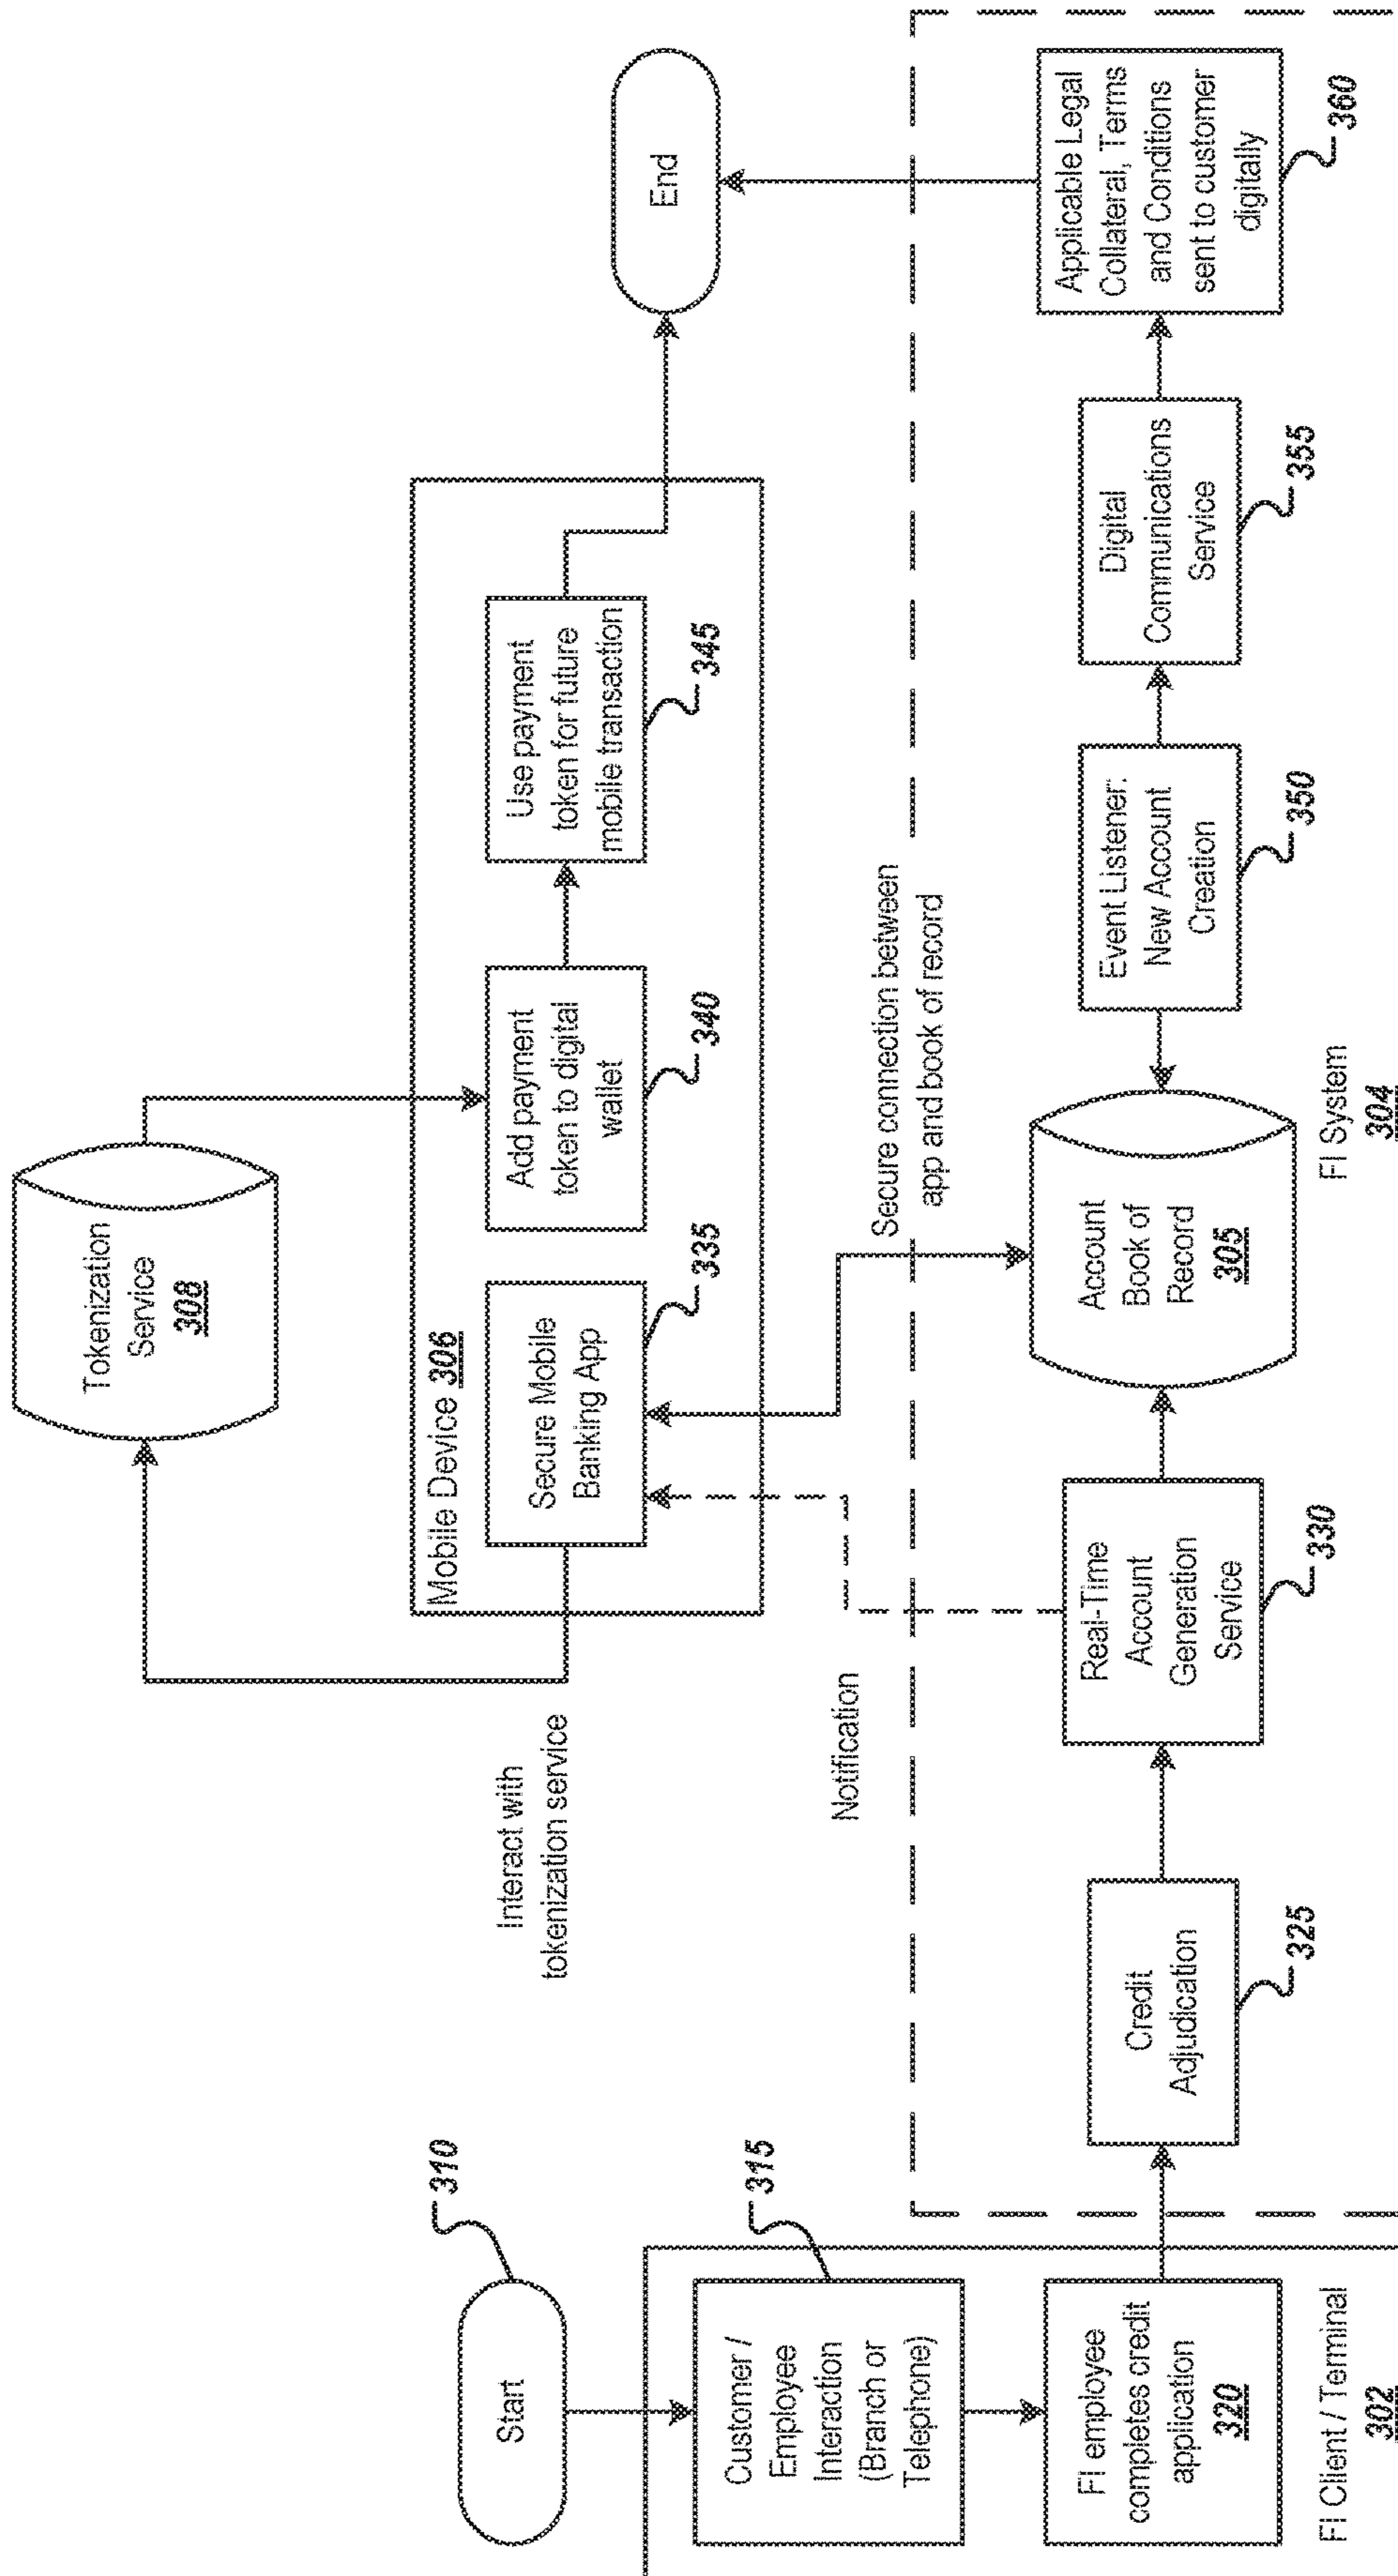 Start
310
Customer /
Employee
Interaction
(Branch or
Telephone)
315
FI employee
completes credit
application
320
FI Client / Terminal
302
Interact with
tokenization service
Tokenization
Service
308
Mobile Device 306
Secure Mobile
Banking App
335
Add payment
token to digital
wallet
340
Use payment
token for future
mobile transaction
345
End
Notification
Secure connection between
app and book of record
Credit
Adjudication
325
Real-Time
Account
Generation
Service
330
Account
Book of
Record
305
Event Listener:
New Account
Creation
350
Digital
Communications
Service
355
Applicable Legal
Collateral, Terms
and Conditions
sent to customer
digitally
360
FI System
304